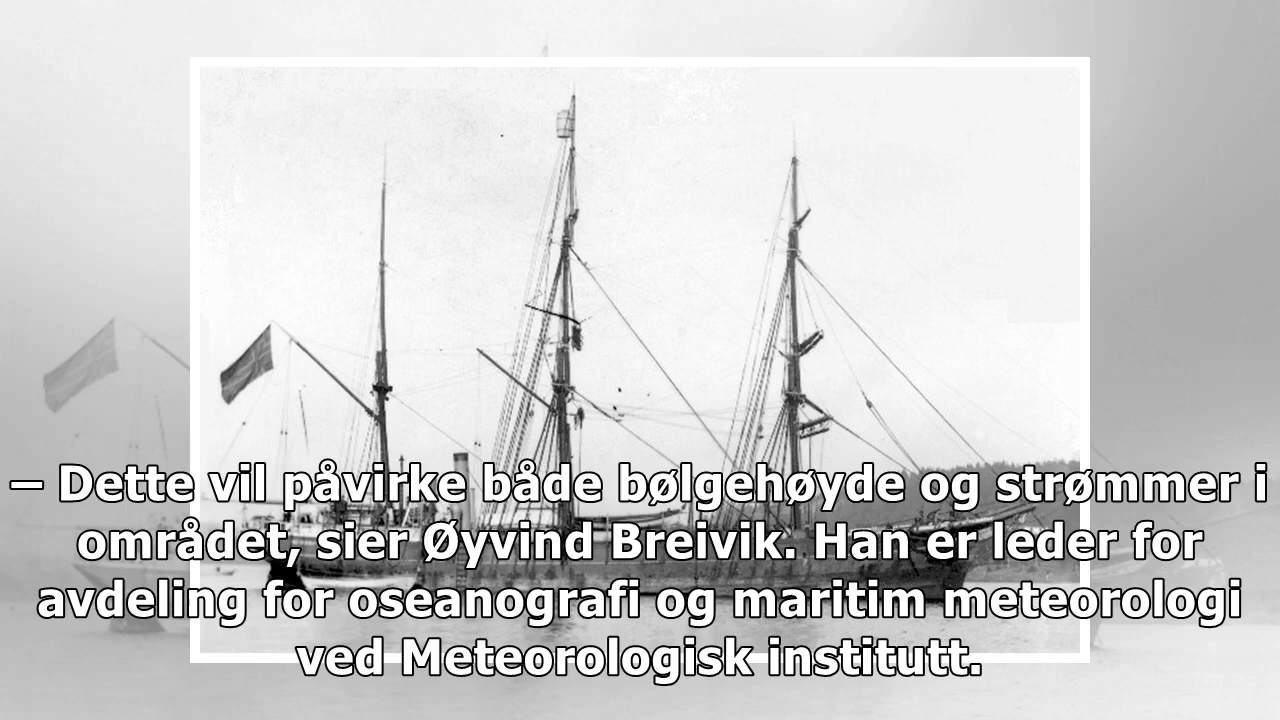 – Dette vil påvirke både bølgehøyde og strømmer i
området, sier Øyvind Breivik. Han er leder for
avdeling for oseanografi og maritim meteorologi
ved Meteorologisk institutt.